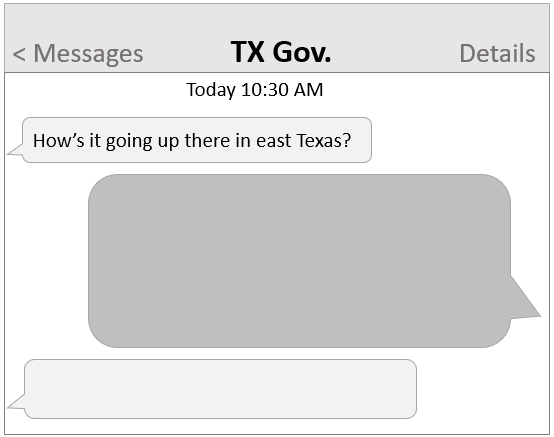 < Messages TX Gov. Details
Today 10:30 AM
How’s it going up there in east Texas?